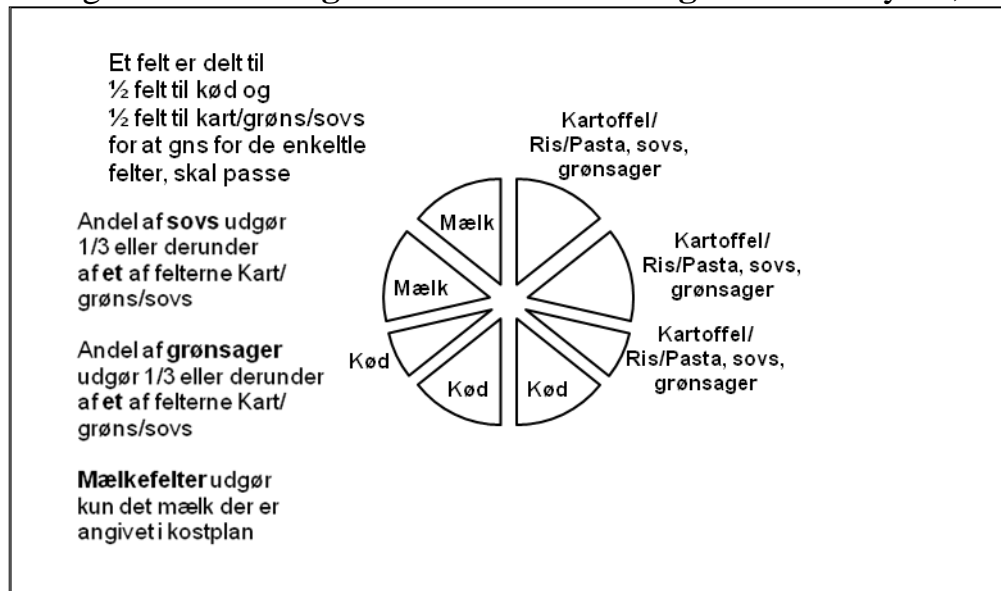 Et felt er delt til
½ felt til kød og
½ felt til kart/grøns/sovs
for at gns for de enkeltle
felter, skal passe
Andel af sovs udgør
1/3 eller derunder
af et af felterne Kart/
grøns/sovs
Andel af grønsager
udgør 1/3 eller derunder
af et af felterne Kart/
grøns/sovs
Mælkefelter udgør
kun det mælk der er
angivet i kostplan
Kartoffel/
Ris/Pasta, sovs,
grønsager
Kartoffel/
Ris/Pasta, sovs,
grønsager
Kartoffel/
Ris/Pasta, sovs,
grønsager
Mælk
Mælk
Kød
Kød
Kød